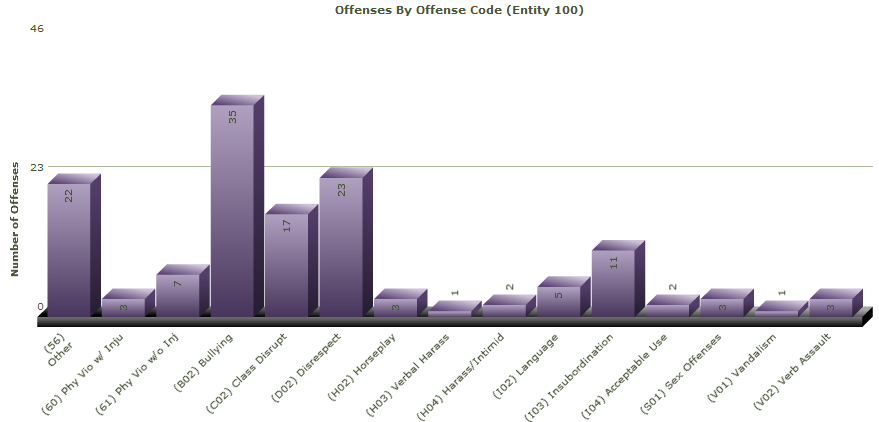 Offenses By Offense Code (Entity 100)
46
23
0
Number of Offenses
22
3
7
35
17
23
3
1
2
5
11
2
3
1
3
(56)
Other
(60) Phy Vio w/ Inju
(61) Phy Vio w/o Inj
(B02) Bullying
(C02) Class Disrupt
(D02) Disrespect
(H02) Horseplay
(H03) Verbal Harass
(H04) Harass/Intimid
(I02) Language
(I03) Insubordination
(I04) Acceptable Use
(S01) Sex Offenses
(V01) Vandalism
(V02) Verb Assault